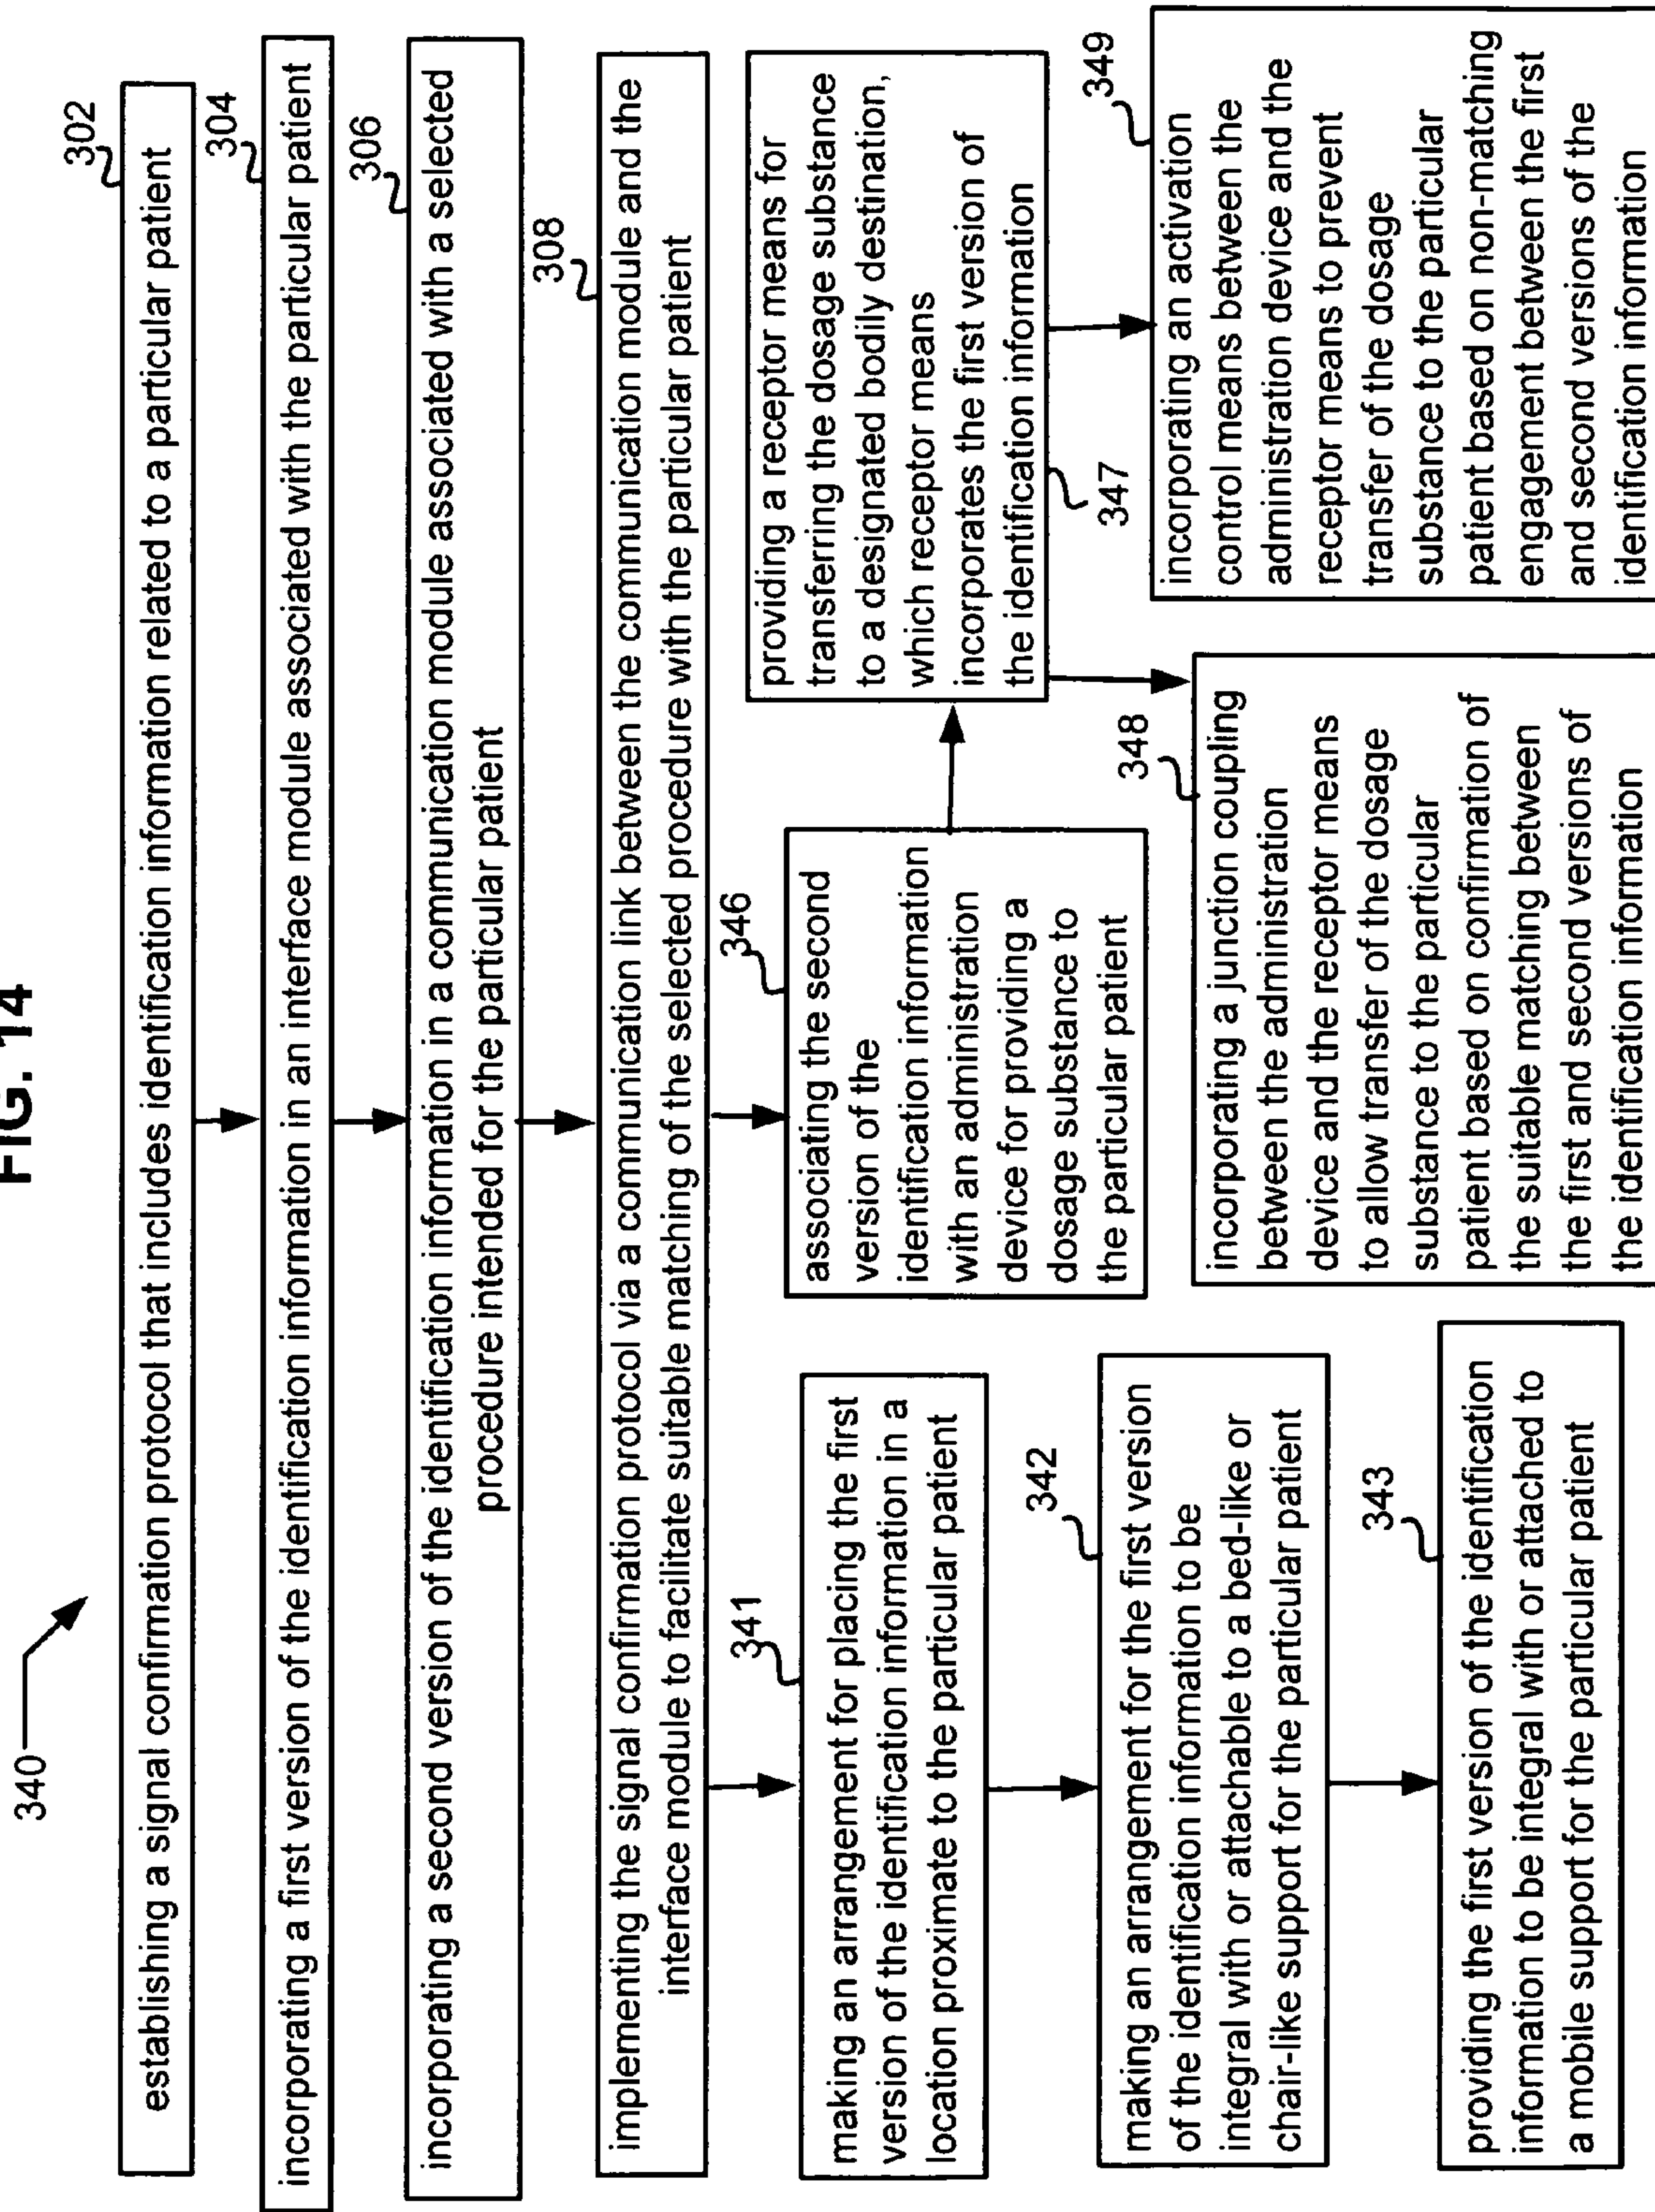 FIG. 14
340
302
establishing a signal confirmation protocol that includes identification information related to a particular patient
304
incorporating a first version of the identification information in an interface module associated with the particular patient
306
incorporating a second version of the identification information in a communication module associated with a selected
procedure intended for the particular patient
308
implementing the signal confirmation protocol via a communication link between the communication module and the
interface module to facilitate suitable matching of the selected procedure with the particular patient
341
making an arrangement for placing the first
version of the identification information in a
location proximate to the particular patient
342
making an arrangement for the first version
of the identification information to be
integral with or attachable to a bed-like or
chair-like support for the particular patient
343
providing the first version of the identification
information to be integral with or attached to
a mobile support for the particular patient
346
associating the second
version of the
identification information
with an administration
device for providing a
dosage substance to
the particular patient
providing a receptor means for
transferring the dosage substance
to a designated bodily destination,
which receptor means
incorporates the first version of
the identification information
347
348
incorporating a junction coupling
between the administration
device and the receptor means
to allow transfer of the dosage
substance to the particular
patient based on confirmation of
the suitable matching between
the first and second versions of
the identification information
349
incorporating an activation
control means between the
administration device and the
receptor means to prevent
transfer of the dosage
substance to the particular
patient based on non-matching
engagement between the first
and second versions of the
identification information